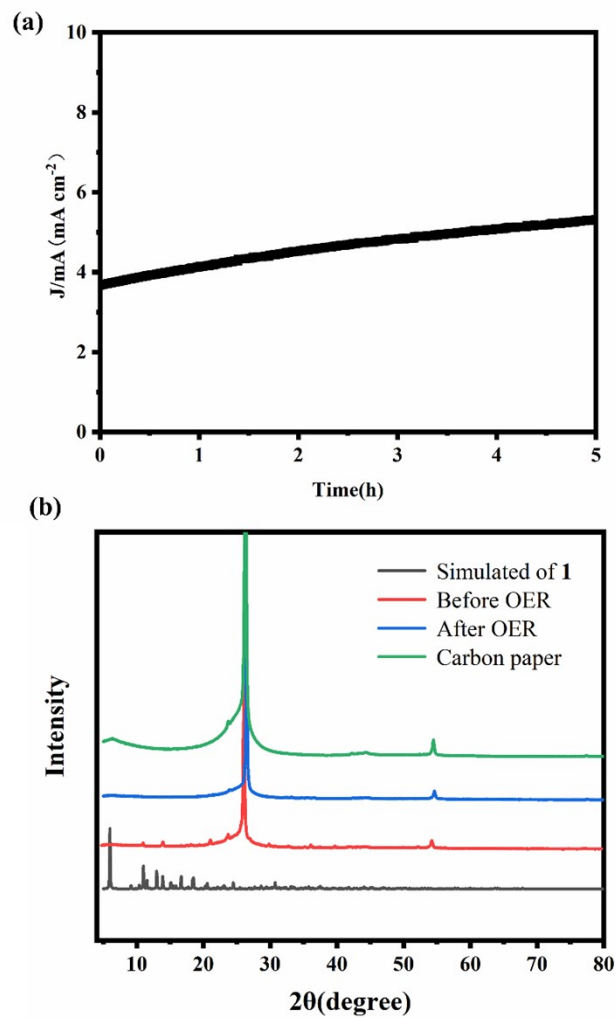 (a)
10
8
6
4
2
0
J/mA（mA cm-2)
0 1 2 3 4 5
Time(h)
(b)
Simulated of 1
Before OER
After OER
Carbon paper
Intensity
10 20 30 40 50 60 70 80
2θ(degree)